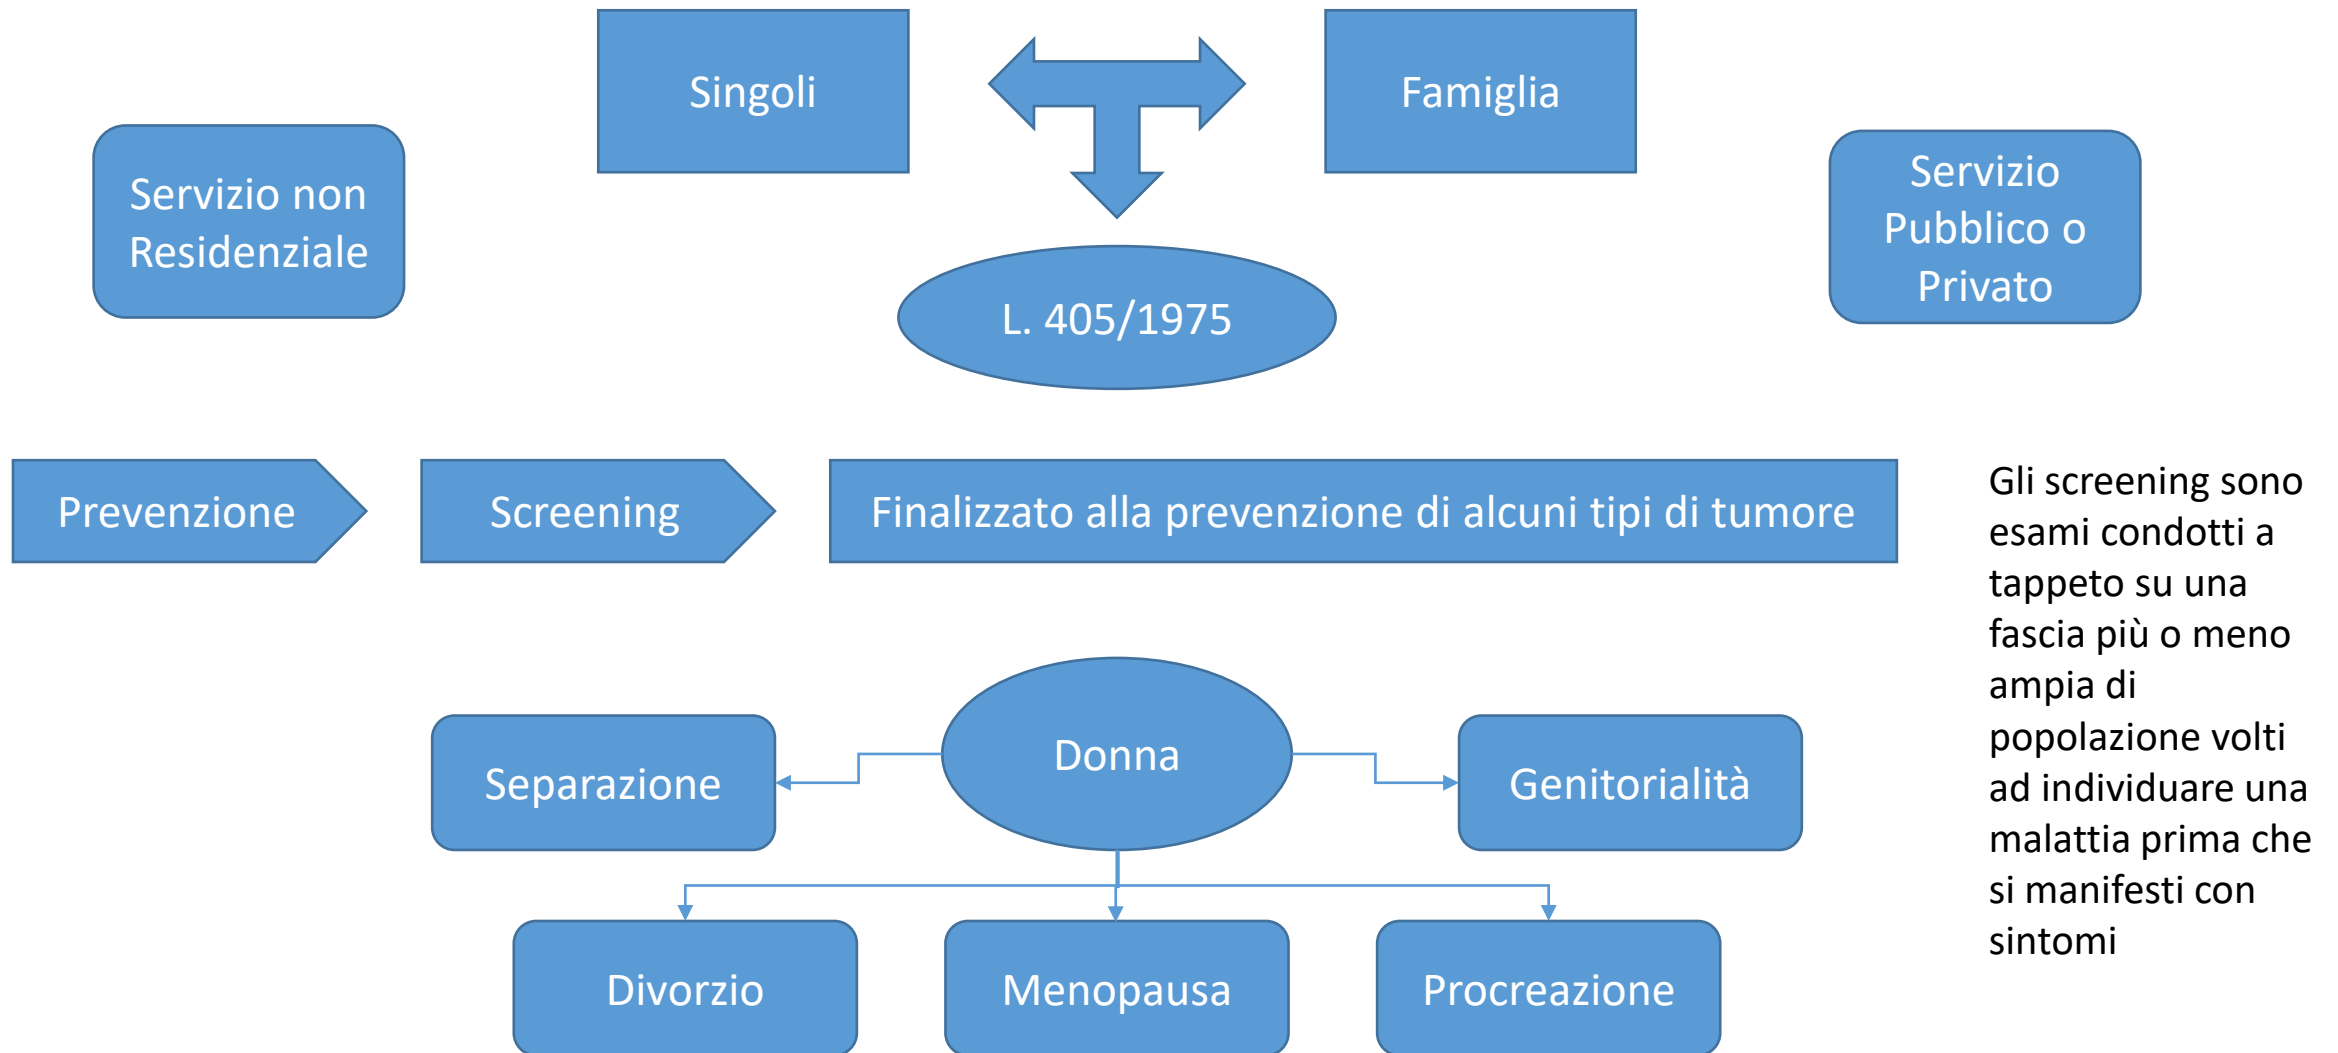 Singoli
Famiglia
Servizio non
Residenziale
Servizio
Pubblico o
Privato
L. 405/1975
Prevenzione
Screening
Finalizzato alla prevenzione di alcuni tipi di tumore
Gli screening sono
esami condotti a
tappeto su una
fascia più o meno
ampia di
popolazione volti
ad individuare una
malattia prima che
si manifesti con
sintomi
Donna
Separazione
Genitorialità
Divorzio
Menopausa
Procreazione